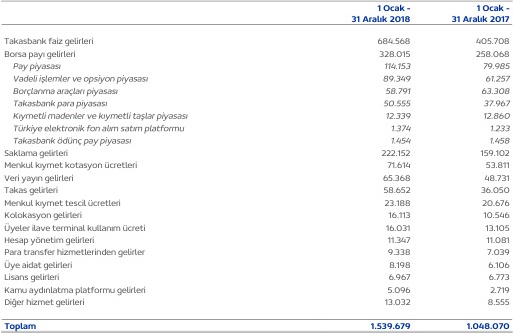 1 Ocak - 1 Ocak -
31 Aralık 2018 31 Aralık 2017
Takasbank faiz gelirleri 684.568 405.708
Borsa payı gelirleri 328.015 258.068
Pay piyasası 114.153 79.985
Vadeli işlemler ve opsiyon piyasası 89.349 61.257
Borçlanma araçları piyasası 58.791 63.308
Takasbank para piyasası 50.555 37.967
Kıymetli madenler ve kıymetli taşlar piyasası 12.339 12.860
Türkiye elektronik fon alım satım platformu 1.374 1.233
Takasbank ödünç pay piyasası 1.454 1.458
Saklama gelirleri 222.152 159.102
Menkul kıymet kotasyon ücretleri 71.614 53.811
Veri yayın gelirleri 65.368 48.731
Takas gelirleri 58.652 36.050
Menkul kıymet tescil ücretleri 23.188 20.676
Kolokasyon gelirleri 16.113 10.546
Üyeler ilave terminal kullanım ücreti 16.031 13.105
Hesap yönetim gelirleri 11.347 11.081
Para transfer hizmetlerinden gelirler 9.338 7.039
Üye aidat gelirleri 8.198 6.106
Lisans gelirleri 6.967 6.773
Kamu aydınlatma platformu gelirleri 5.096 2.719
Diğer hizmet gelirleri 13.032 8.555
Toplam 1.539.679 1.048.070